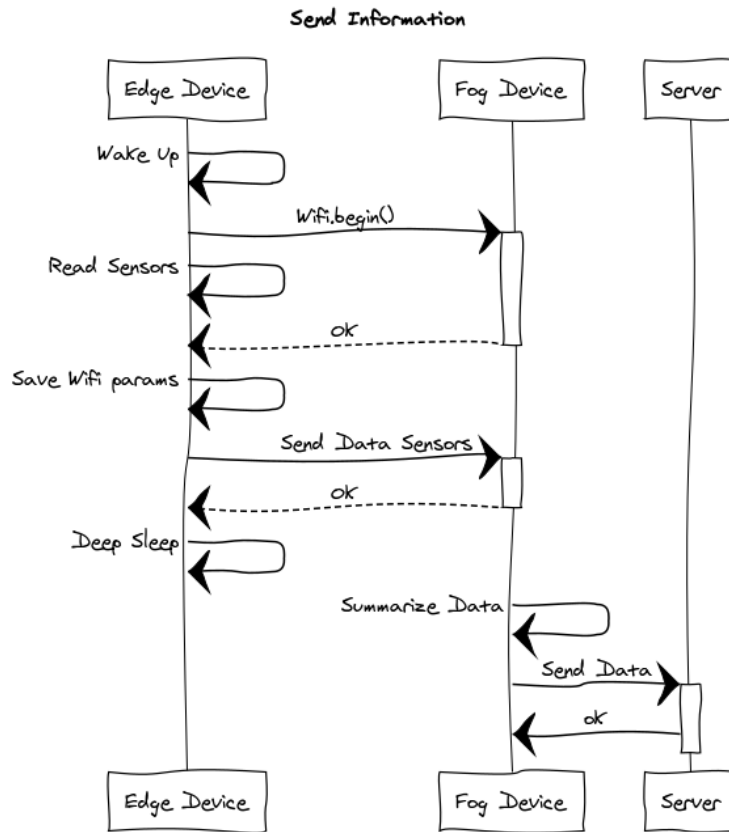 Send Information
Edge Device
Fog Device
Server
Wake Up
Wifi.begin()
Read Sensors
OK
Save Wifi params
Send Data Sensors
OK
Deep Sleep
Summarize Data
Send Data
ok
Edge Device
Fog Device
Server